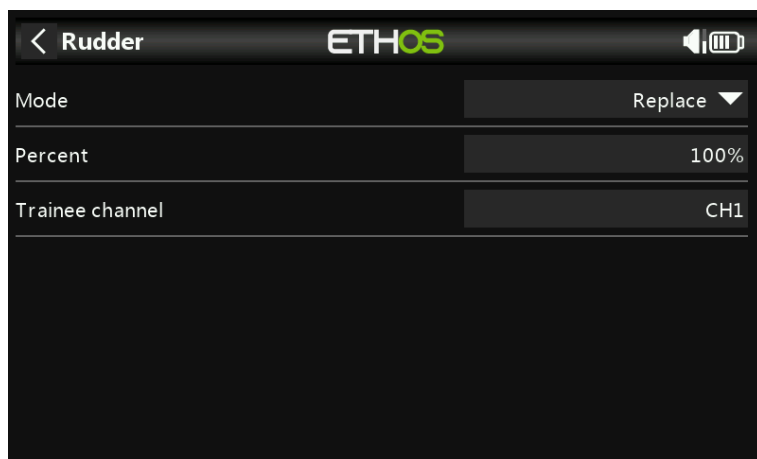 Rudder ETHOS
Mode Replace
Percent 100%
Trainee channel CH1